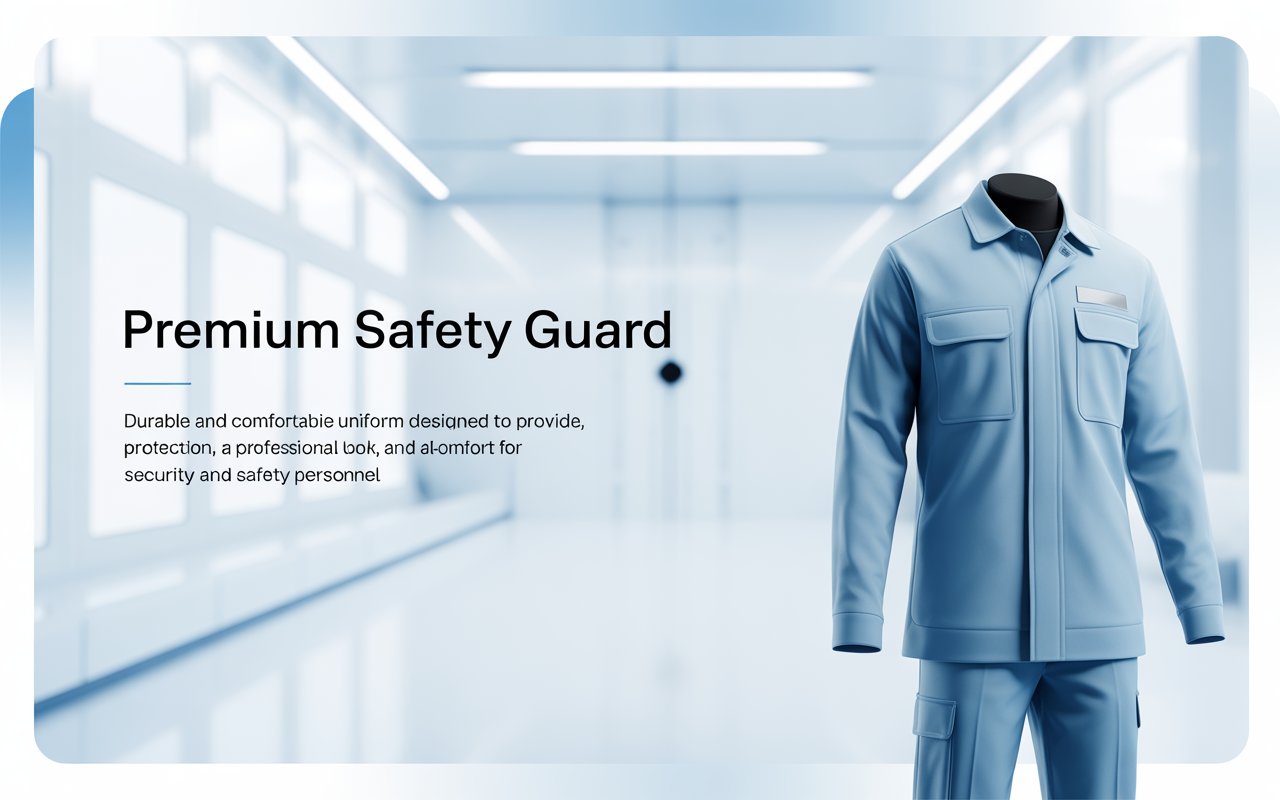 Premium Safety Guard
Durable and comfortabie uniform designed to provide,
protection, a professional look, and al-omfort for
security and safety personnel